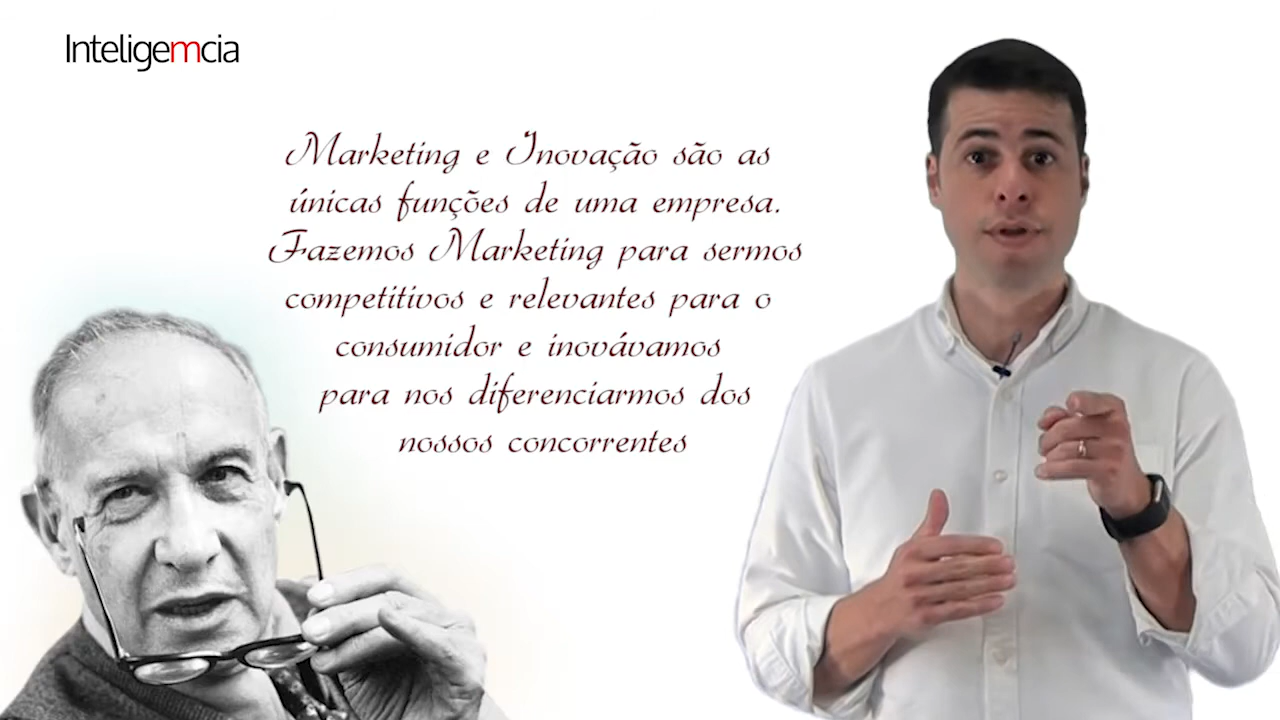 Inteligemcia
Marketing e Inovação são as
únicas funções de uma empresa.
Fazemos Marketing para sermos
competitivos e relevantes para o
consumidor e inovávamos
para nos diferenciarmos dos
nossos concorrentes